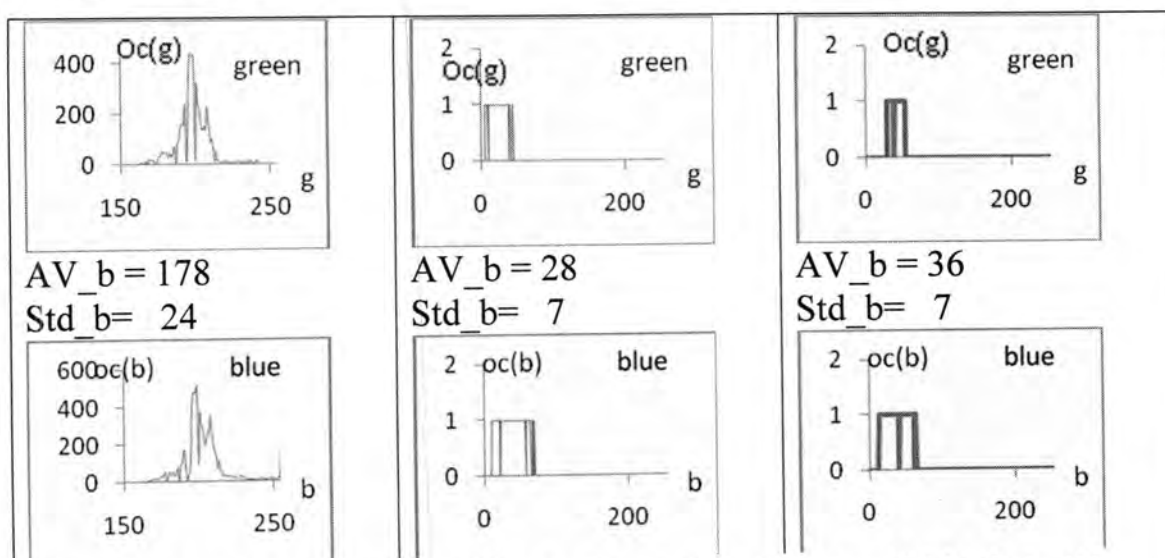 Oc(g) green
400
200
0
g
150 250
AV_b = 178
Std_b= 24
600 oc(b) blue
400
200
0
b
150 250
2
Oc(g) green
1
0
g
0 200
AV_b = 28
Std_b= 7
2 oc(b) blue
1
0
b
0 200
2 Oc(g)
green
1
0
g
0 200
AV_b = 36
Std_b= 7
2 oc(b) blue
1
0
b
0 200